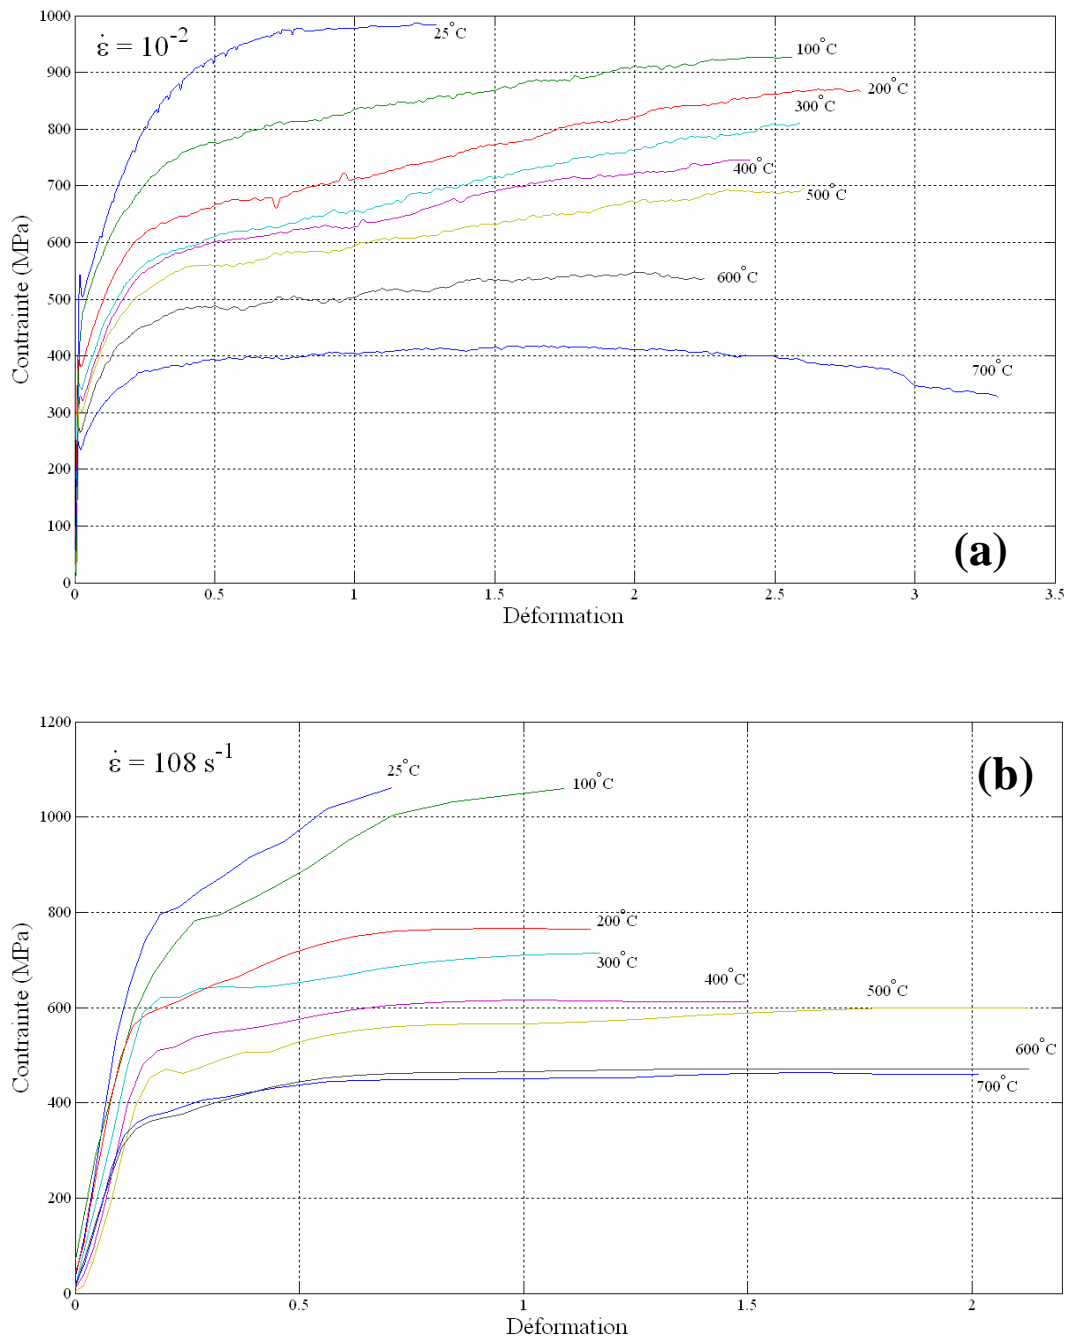 ε̇ = 10-2
1000
900
800
700
600
500
400
300
200
100
0
Contrainte (MPa)
25°C
100°C
200°C
300°C
400°C
500°C
600°C
700°C
(a)
0
0.5
1
1.5
2
2.5
3
3.5
Déformation
ε̇ = 108 s-1
(b)
1200
1000
800
600
400
200
0
Contrainte (MPa)
25°C
100°C
200°C
300°C
400°C
500°C
600°C
700°C
0
0.5
1
1.5
2
Déformation